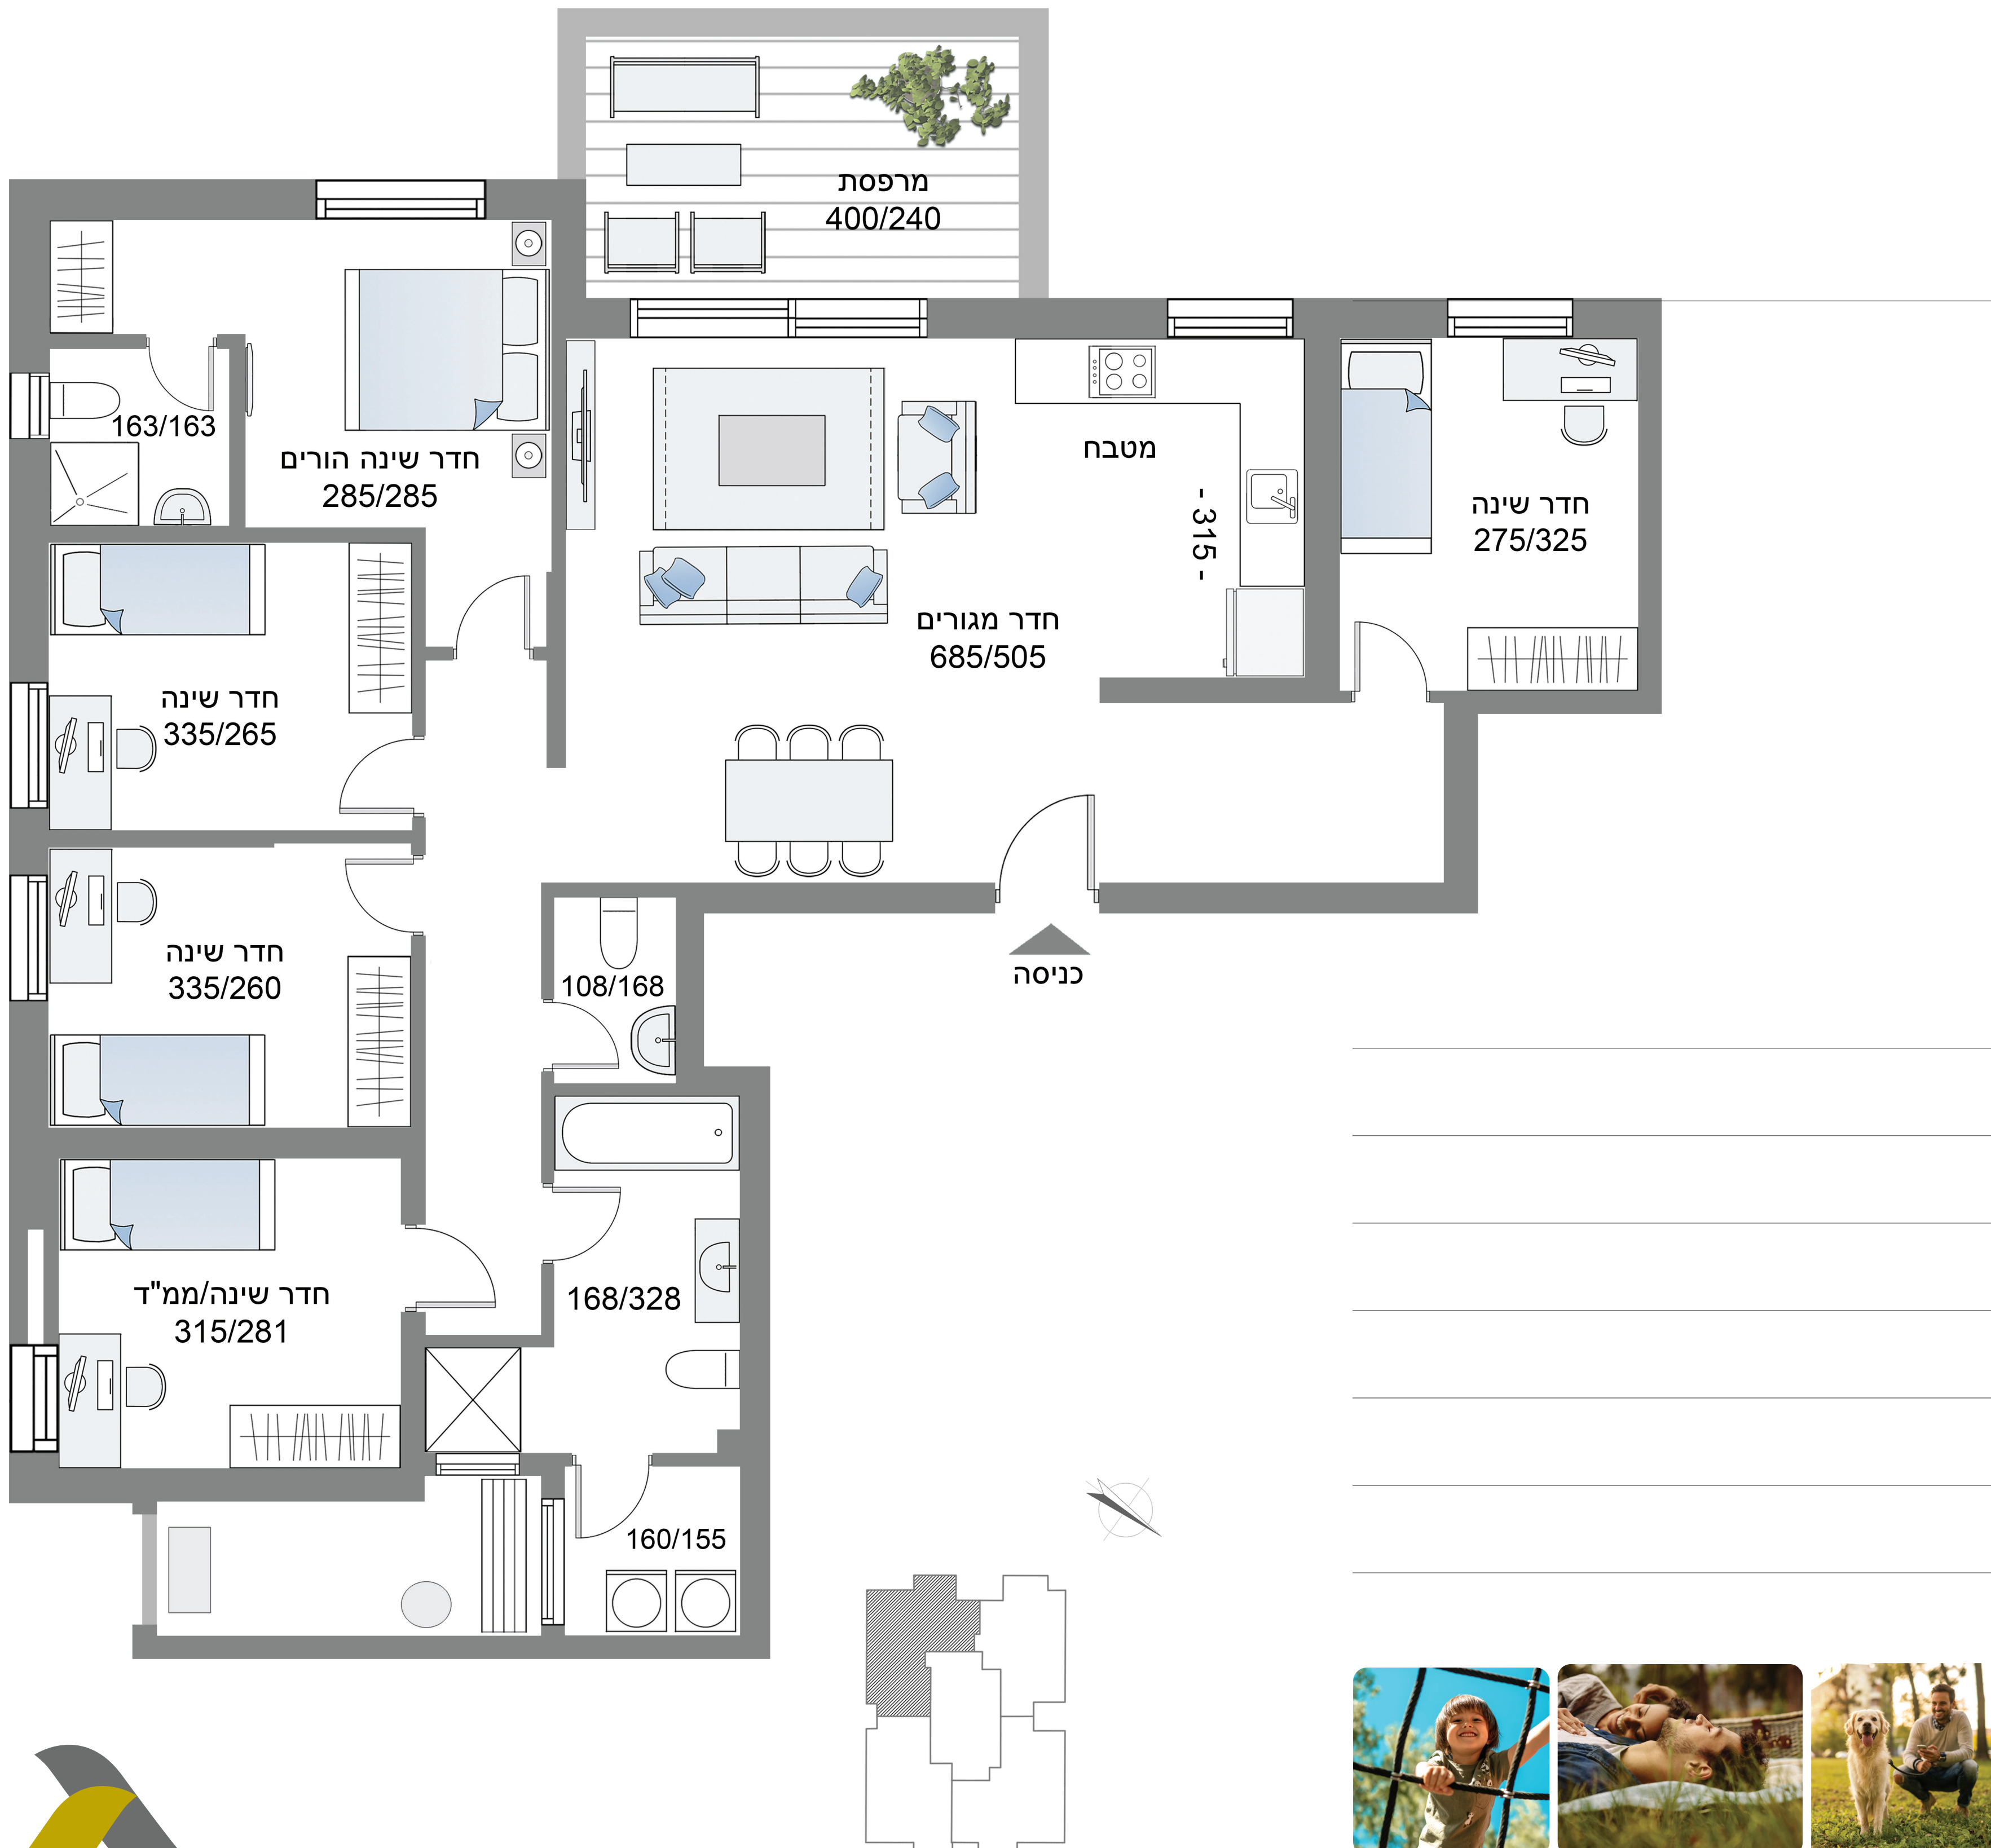 מרפסת
400/240
163/163
חדר שינה הורים
285/285
מטבח
- 315 -
חדר שינה
275/325
חדר מגורים
685/505
חדר שינה
335/265
חדר שינה
335/260
108/168
כניסה
חדר שינה/ממ"ד
315/281
168/328
160/155